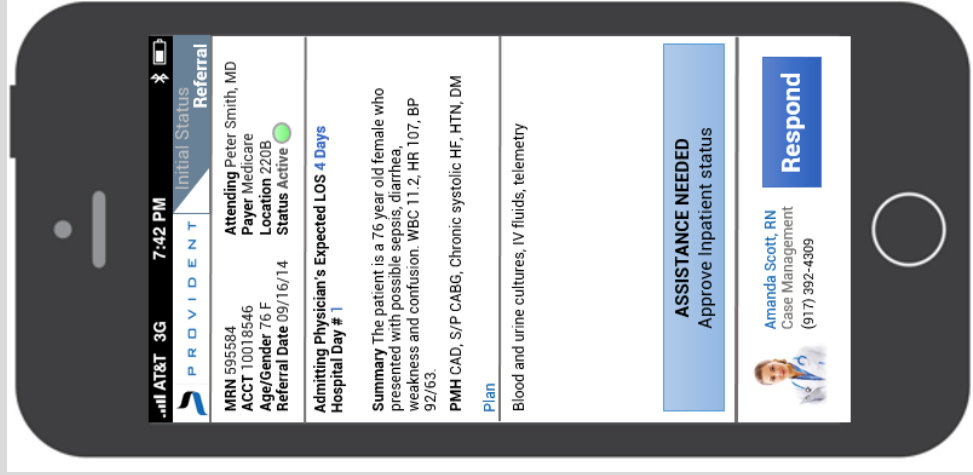 AT&T 3G 7:42 PM
PROVIDENT
Initial Status
Referral
MRN 595584
ACCT 10018546
Age/Gender 76 F
Referral Date 09/16/14
Attending Peter Smith, MD
Payer Medicare
Location 220B
Status Active
Admitting Physician's Expected LOS 4 Days
Hospital Day # 1
Summary The patient is a 76 year old female who
presented with possible sepsis, diarrhea,
weakness and confusion. WBC 11.2, HR 107, BP
92/63.
PMH CAD, S/P CABG, Chronic systolic HF, HTN, DM
Plan
Blood and urine cultures, IV fluids, telemetry
ASSISTANCE NEEDED
Approve Inpatient status
Amanda Scott, RN
Case Management
(917) 392-4309
Respond